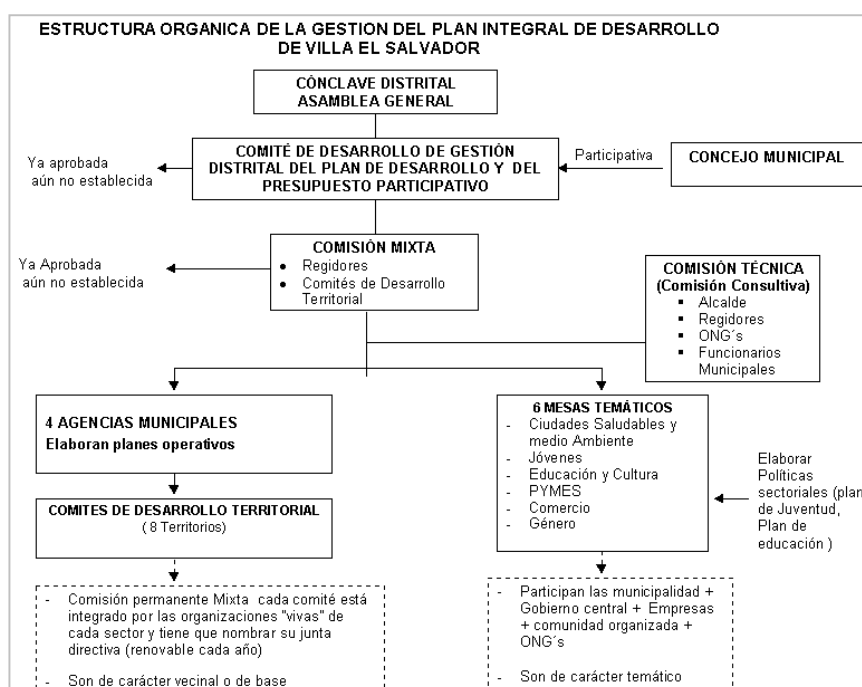 ESTRUCTURA ORGANICA DE LA GESTION DEL PLAN INTEGRAL DE DESARROLLO
DE VILLA EL SALVADOR
CÓNCLAVE DISTRITAL
ASAMBLEA GENERAL
Ya aprobada
aún no establecida
COMITÉ DE DESARROLLO DE GESTIÓN
DISTRITAL DEL PLAN DE DESARROLLO Y DEL
PRESUPUESTO PARTICIPATIVO
Participativa
CONCEJO MUNICIPAL
Ya Aprobada
aún no establecida
COMISIÓN MIXTA
● Regidores
● Comités de Desarrollo
Territorial
COMISIÓN TÉCNICA
(Comisión Consultiva)
▪ Alcalde
▪ Regidores
▪ ONG´s
▪ Funcionarios
Municipales
4 AGENCIAS MUNICIPALES
Elaboran planes operativos
6 MESAS TEMÁTICOS
- Ciudades Saludables y
medio Ambiente
- Jóvenes
- Educación y Cultura
- PYMES
- Comercio
- Género
Elaborar
Políticas
sectoriales (plan
de Juventud,
Plan de
educación )
COMITES DE DESARROLLO TERRITORIAL
( 8 Territorios)
- Comisión permanente Mixta cada comité está
integrado por las organizaciones "vivas" de
cada sector y tiene que nombrar su junta
directiva (renovable cada año)
- Son de carácter vecinal o de base
- Participan las municipalidad +
Gobierno central + Empresas
+ comunidad organizada +
ONG´s
- Son de carácter temático